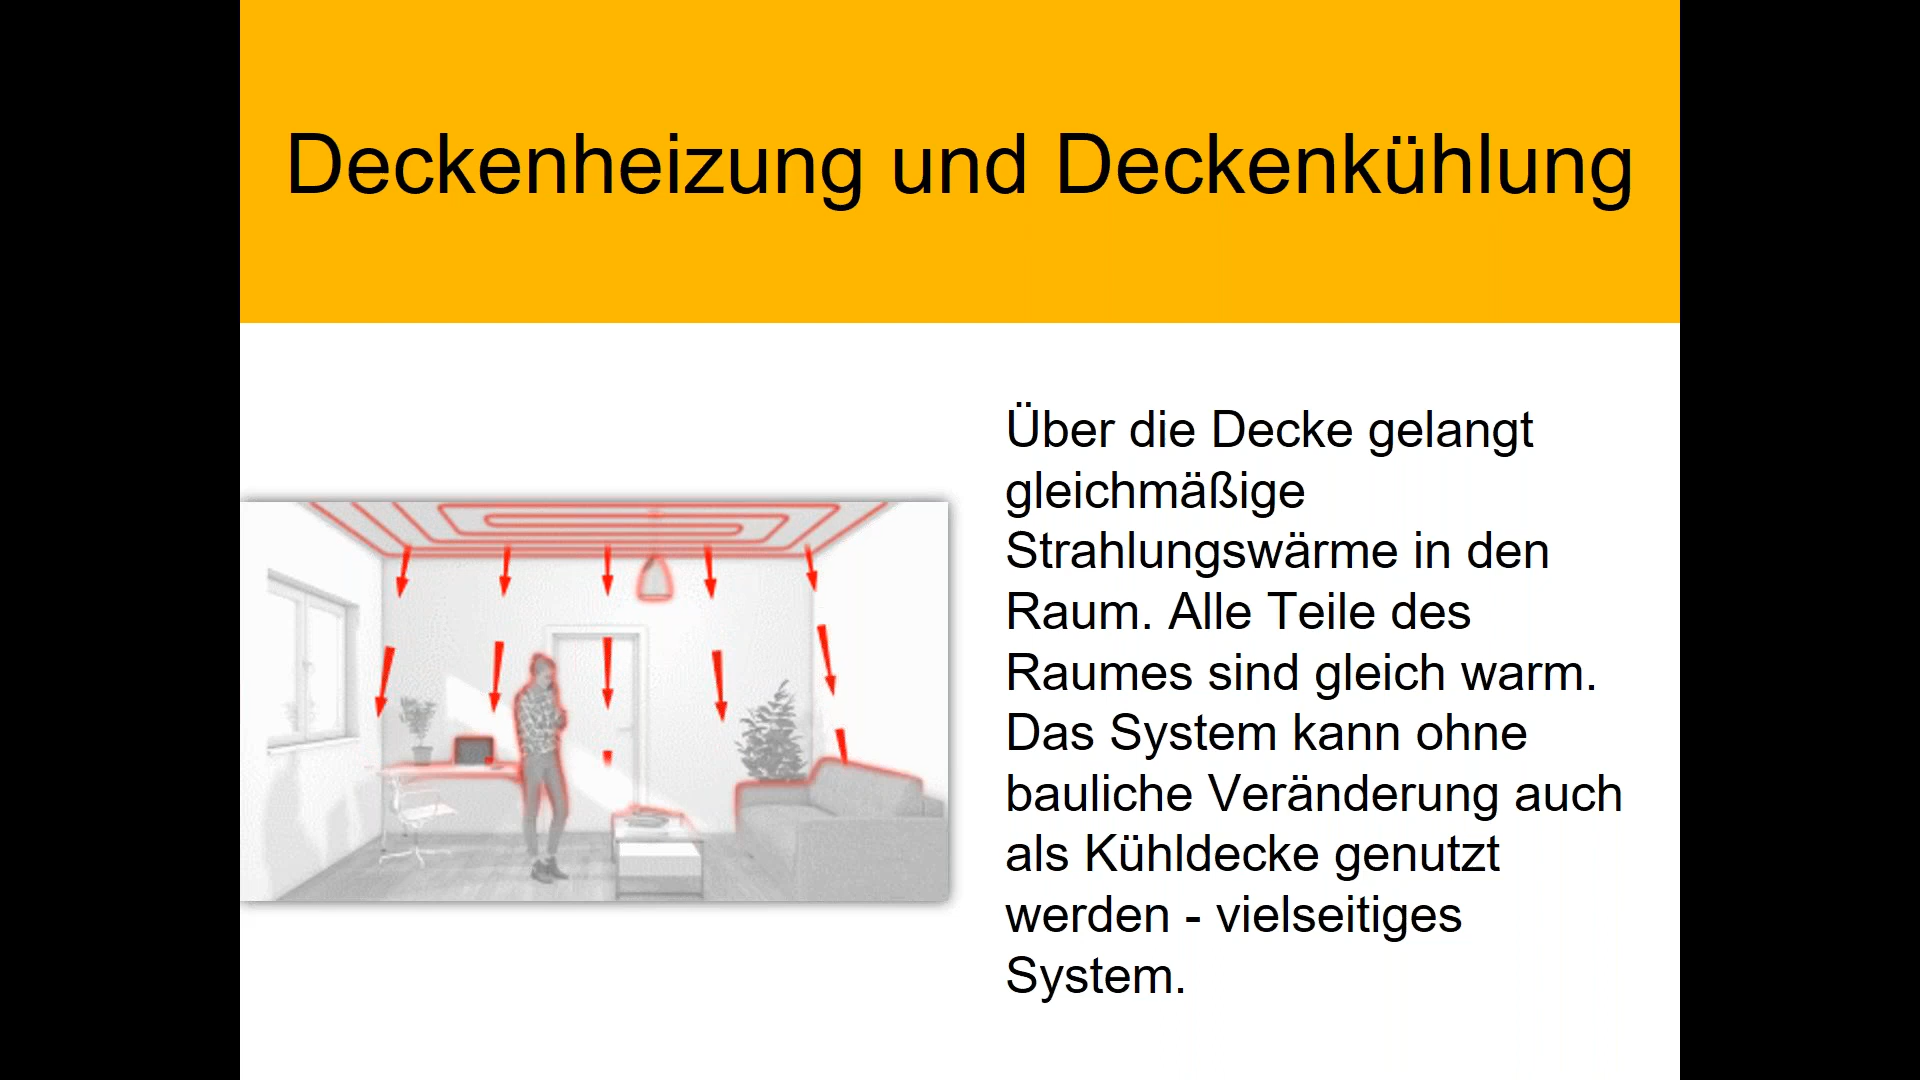 Deckenheizung und Deckenkühlung
Über die Decke gelangt
gleichmäßige
Strahlungswärme in den
Raum. Alle Teile des
Raumes sind gleich warm.
Das System kann ohne
bauliche Veränderung auch
als Kühldecke genutzt
werden - vielseitiges
System.